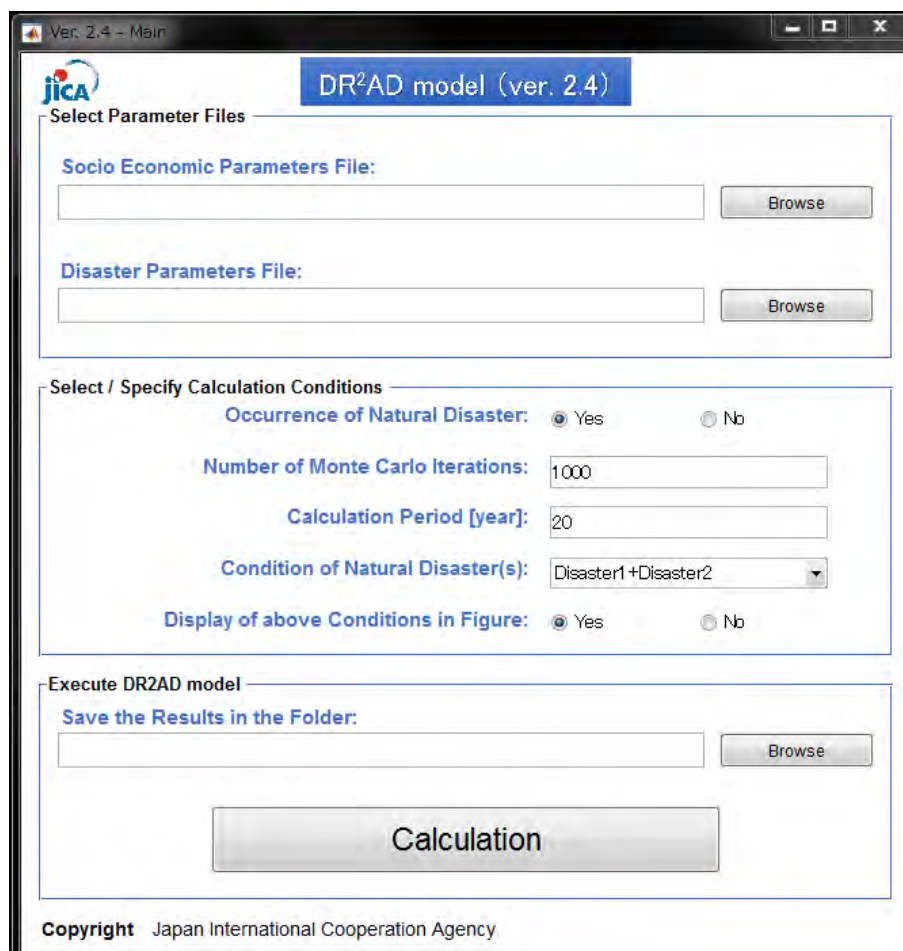 Ver. 2.4 - Main
jICA
DR²AD model (ver. 2.4)
Select Parameter Files
Socio Economic Parameters File:
Browse
Disaster Parameters File:
Browse
Select / Specify Calculation Conditions
Occurrence of Natural Disaster: Yes No
Number of Monte Carlo Iterations: 1000
Calculation Period [year]: 20
Condition of Natural Disaster(s): Disaster1+Disaster2
Display of above Conditions in Figure: Yes No
Execute DR2AD model
Save the Results in the Folder:
Browse
Calculation
Copyright Japan International Cooperation Agency